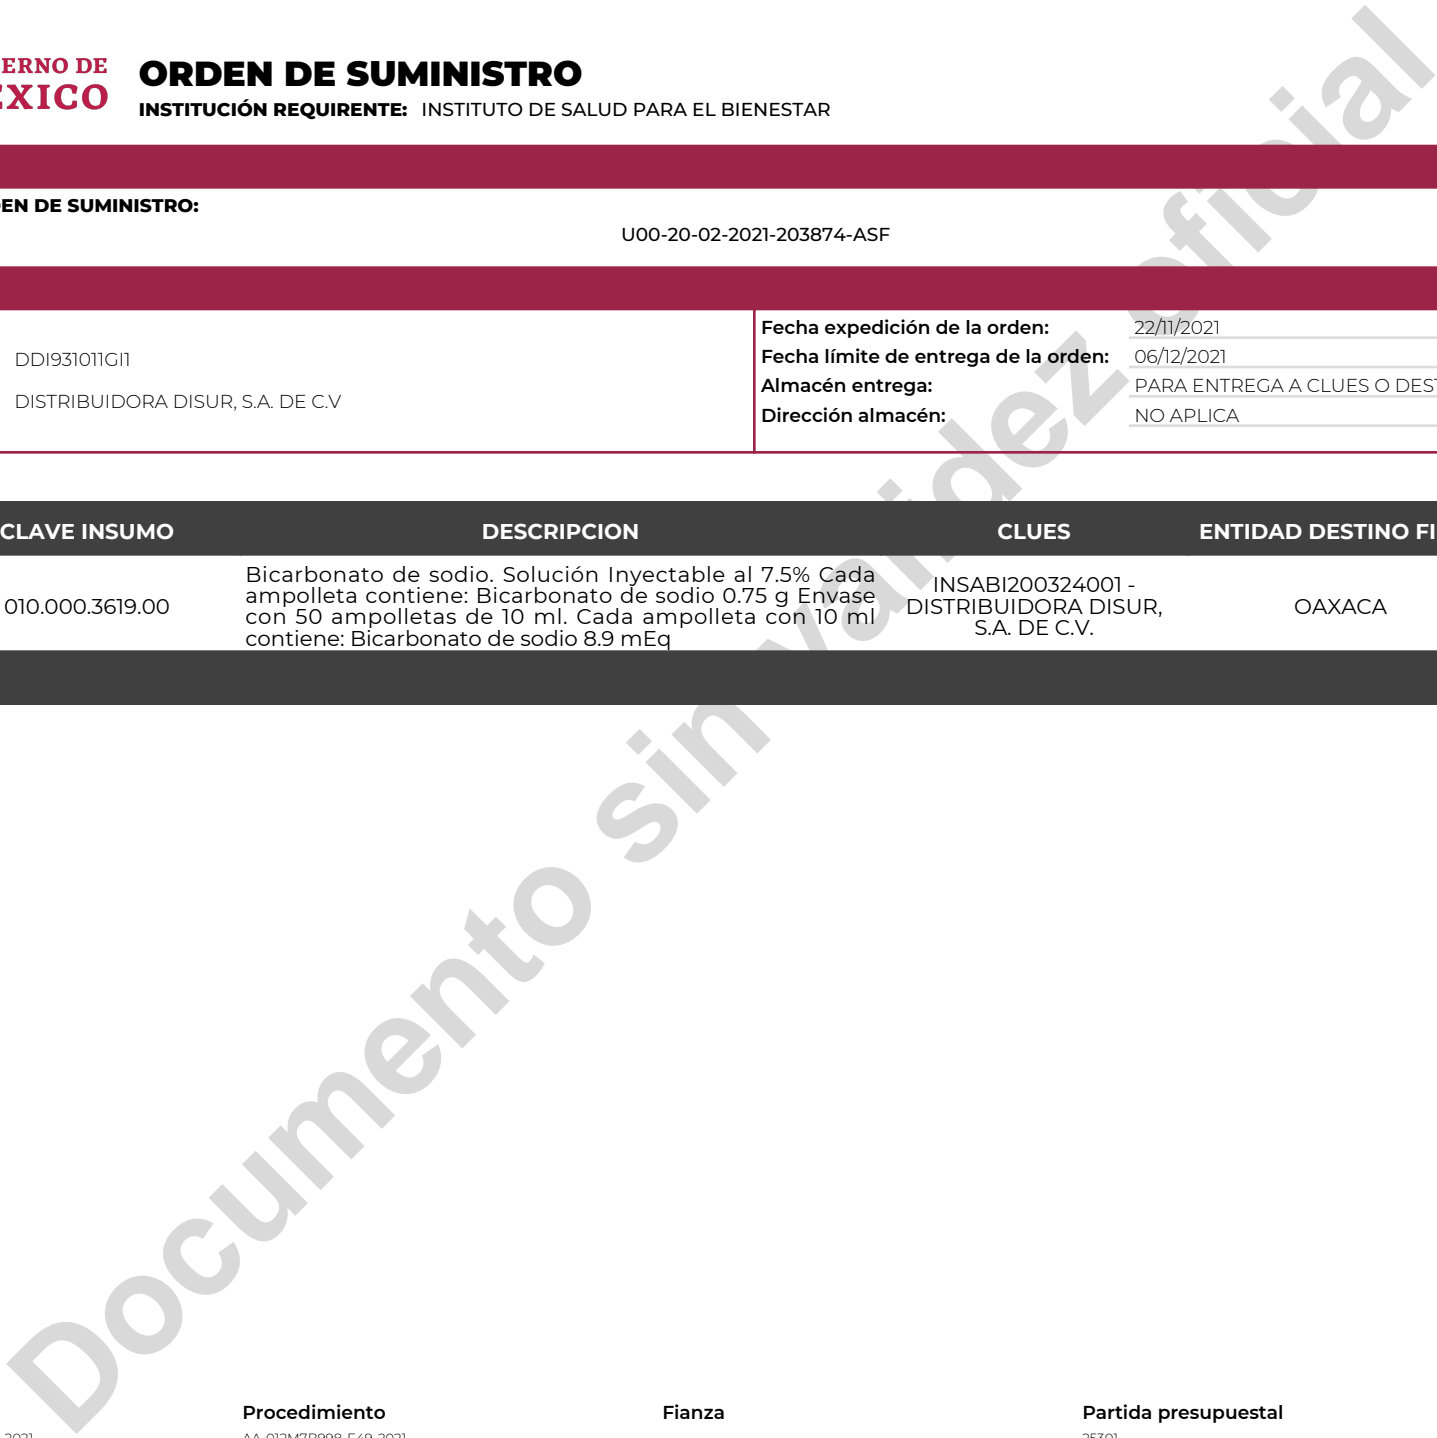 ERNO DE
ORDEN DE SUMINISTRO
EXICO
INSTITUCIÓN REQUIRENTE: INSTITUTO DE SALUD PARA EL BIENESTAR
EN DE SUMINISTRO:
U00-20-02-2021-203874-ASF
DDI931011GI1
DISTRIBUIDORA DISUR, S.A. DE C.V
Fecha expedición de la orden: 22/11/2021
Fecha límite de entrega de la orden: 06/12/2021
Almacén entrega: PARA ENTREGA A CLUES O DEST
Dirección almacén: NO APLICA
CLAVE INSUMO DESCRIPCION CLUES ENTIDAD DESTINO FI
010.000.3619.00
Bicarbonato de sodio. Solución Inyectable al 7.5% Cada
ampolleta contiene: Bicarbonato de sodio 0.75 g Envase
con 50 ampolletas de 10 ml. Cada ampolleta con 10 ml
contiene: Bicarbonato de sodio 8.9 mEq
INSABI200324001 -
DISTRIBUIDORA DISUR,
S.A. DE C.V.
OAXACA
Documento sin validez oficial
Procedimiento Fianza Partida presupuestal